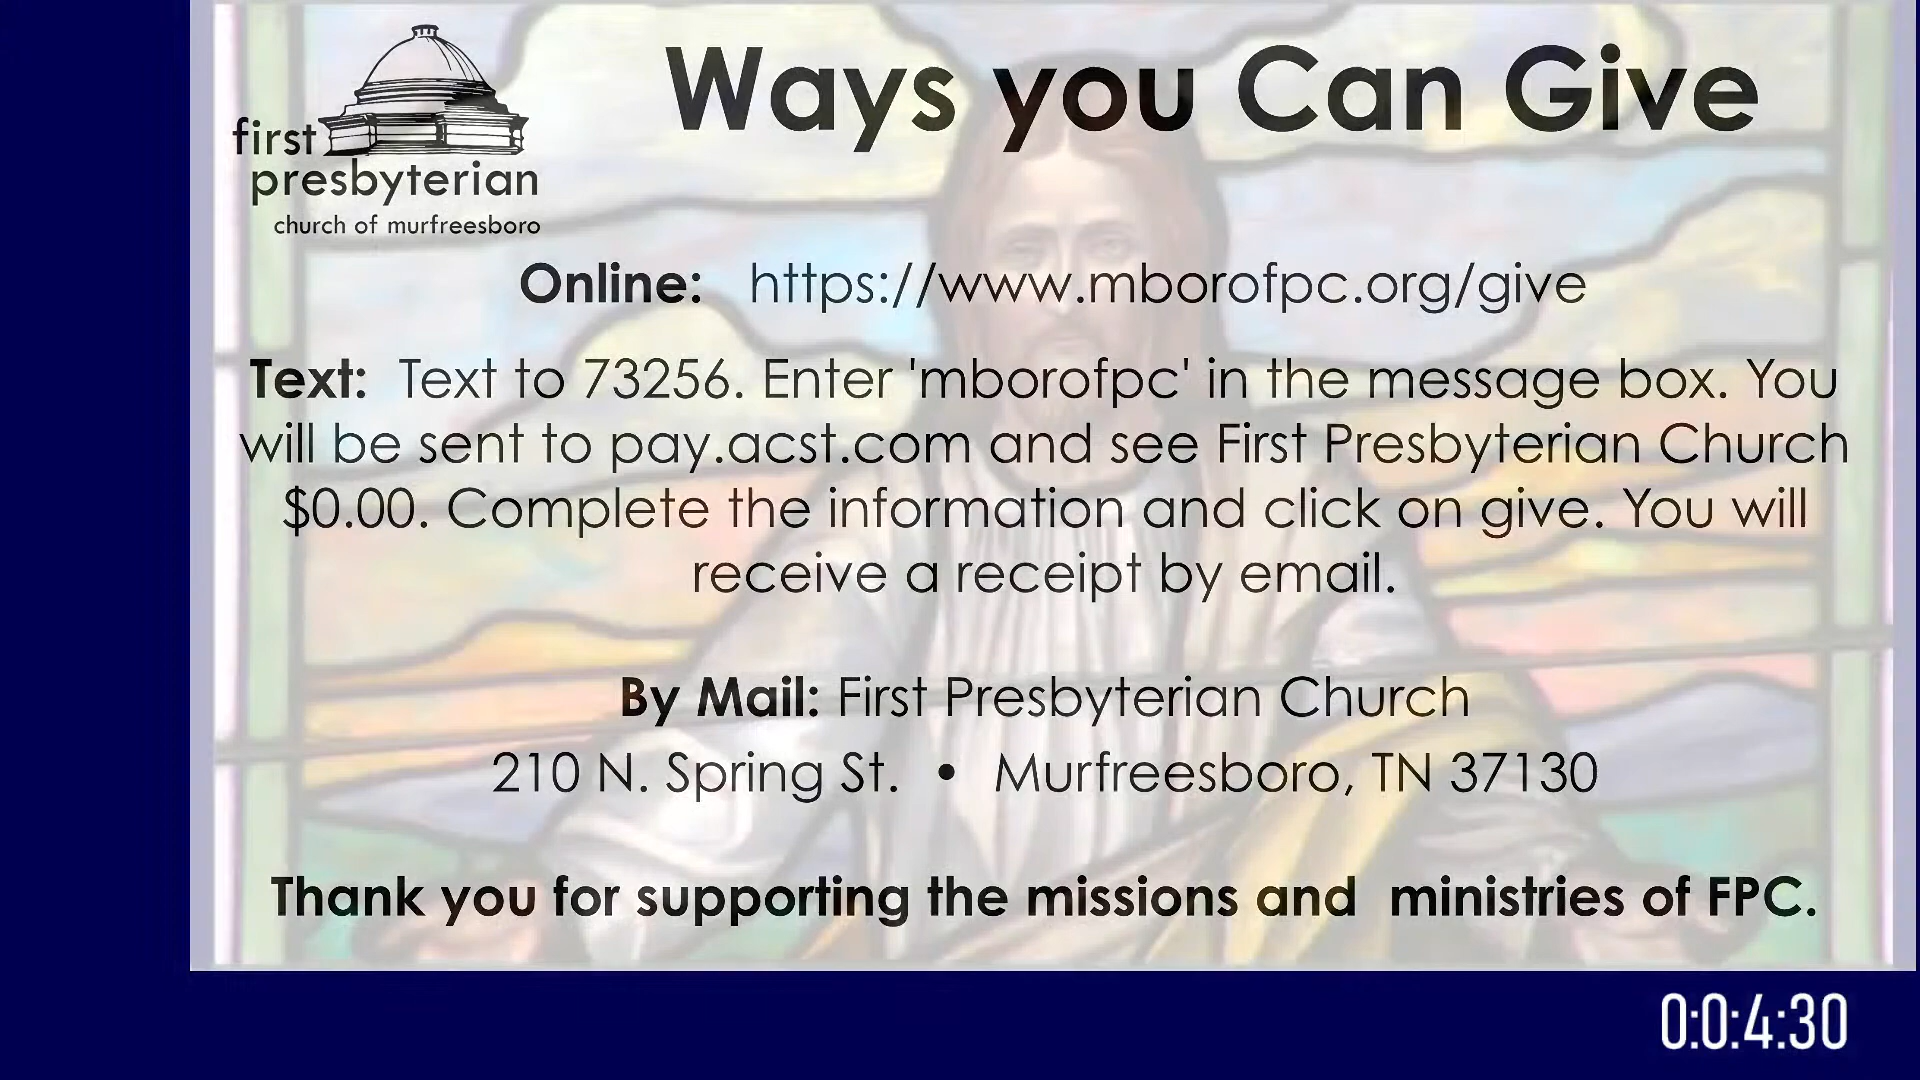 Ways you Can Give
first
presbyterian
church of murfreesboro
Online: https://www.mborofpc.org/give
Text: Text to 73256. Enter 'mborofpc' in the message box. You
will be sent to pay.acst.com and see First Presbyterian Church
$0.00. Complete the information and click on give. You will
receive a receipt by email.
By Mail: First Presbyterian Church
210 N. Spring St. • Murfreesboro, TN 37130
Thank you for supporting the missions and ministries of FPC.
0:0:4:30